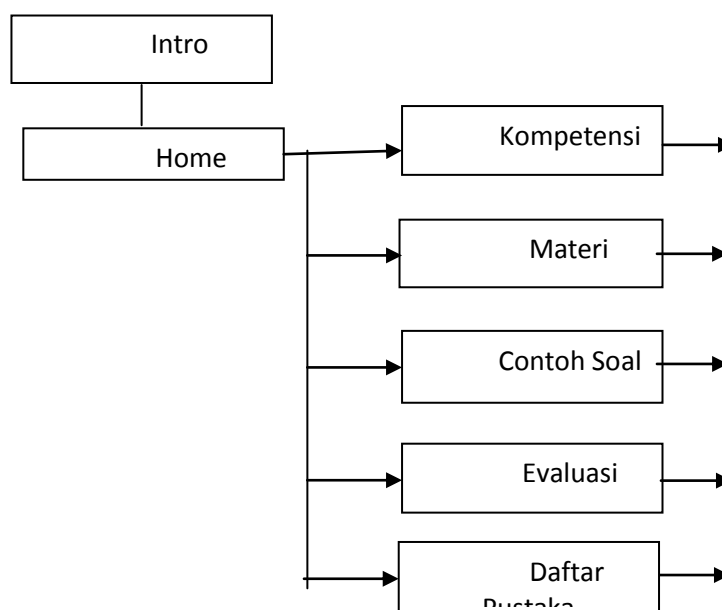 Intro
Home
Kompetensi
Materi
Contoh Soal
Evaluasi
Daftar
Pustaka